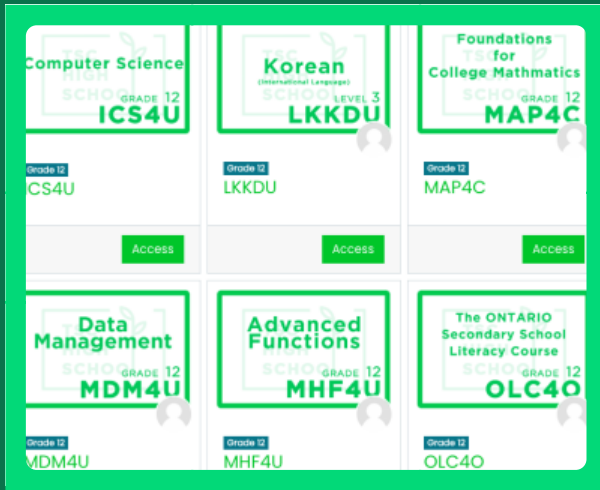 Computer Science
GRADE 12
ICS4U
Korean
(International Language)
LEVEL 3
LKKDU
Foundations
for
College Mathmatics
GRADE 12
MAP4C
TSC
HIGH
SCHOOL
Grade 12
ICS4U
Grade 12
LKKDU
Grade 12
MAP4C
Access
Access
Access
Data
Management
GRADE 12
MDM4U
Advanced
Functions
GRADE 12
MHF4U
The ONTARIO
Secondary School
Literacy Course
GRADE 12
OLC4O
Grade 12
MDM4U
Grade 12
MHF4U
Grade 12
OLC4O